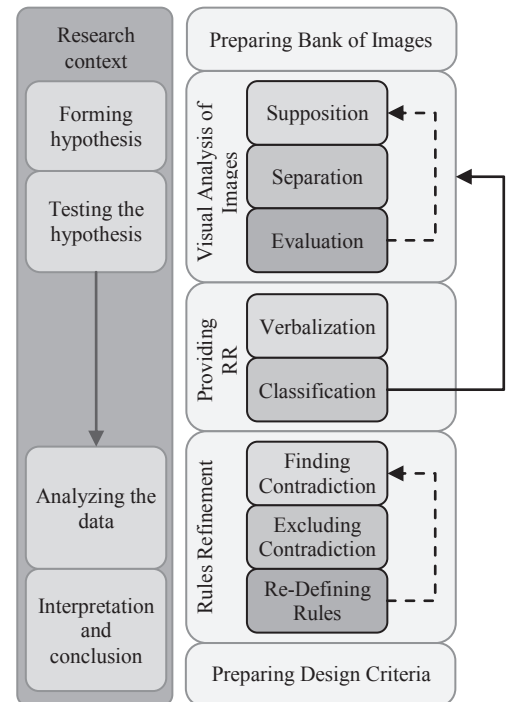 Research
context
Forming
hypothesis
Testing the
hypothesis
Analyzing the
data
Interpretation
and
conclusion
Preparing Bank of Images
Visual Analysis of
Images
Supposition
Separation
Evaluation
Providing
RR
Verbalization
Classification
Rules Refinement
Finding
Contradiction
Excluding
Contradiction
Re-Defining
Rules
Preparing Design Criteria